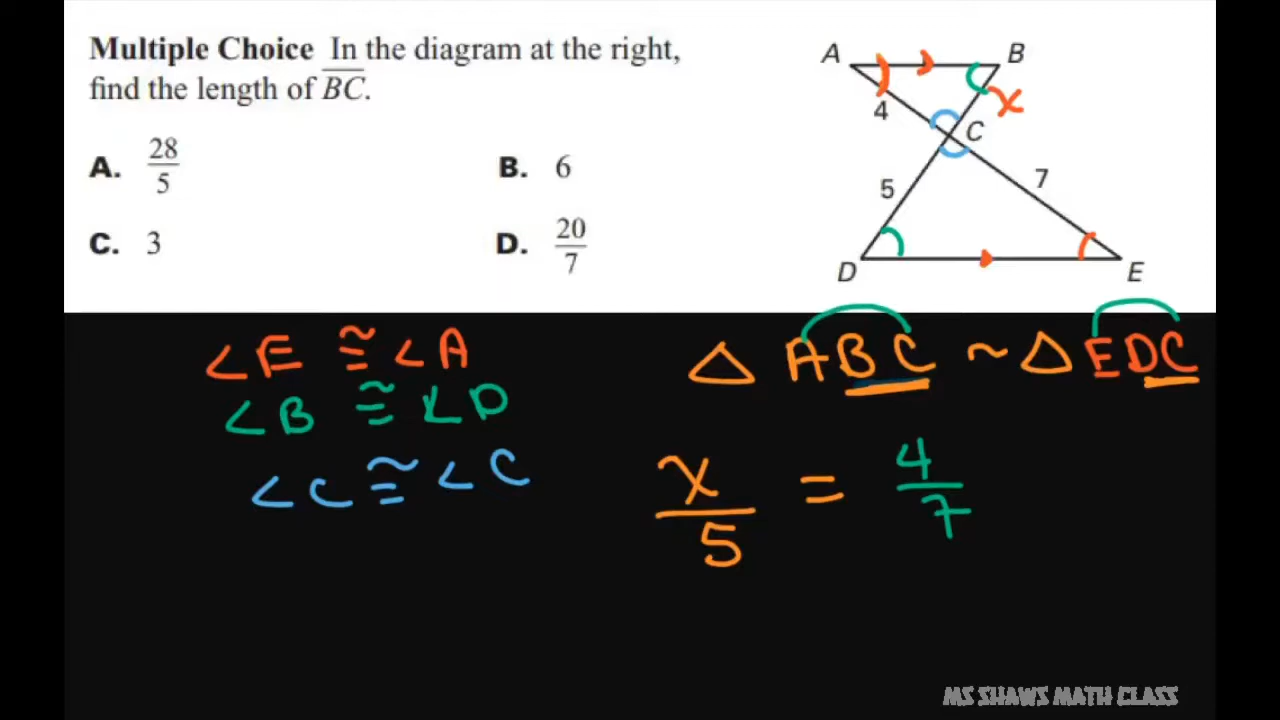 Multiple Choice In the diagram at the right,
find the length of BC.
A. 28/5
B. 6
C. 3
D. 20/7
A
B
4
x
C
5
7
D
E
∠E ≅ ∠A
∠B ≅ ∠D
∠C ≅ ∠C
△ ABC ~ △ EDC
x/5 = 4/7
MS SHAWS MATH CLASS